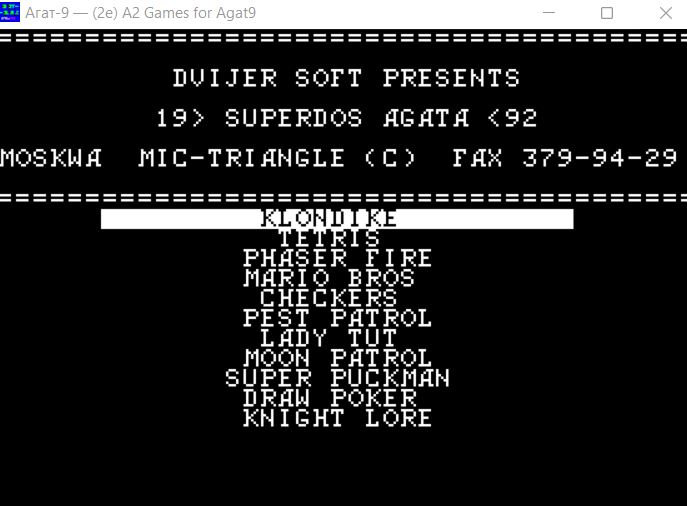 Агат-9 — (2e) A2 Games for Agat9
================================================
DVIJER SOFT PRESENTS
19> SUPERDOS AGATA <92
MOSKWA MIC-TRIANGLE (C) FAX 379-94-29
================================================
KLONDIKE
TETRIS
PHASER FIRE
MARIO BROS
CHECKERS
PEST PATROL
LADY TUT
MOON PATROL
SUPER PUCKMAN
DRAW POKER
KNIGHT LORE